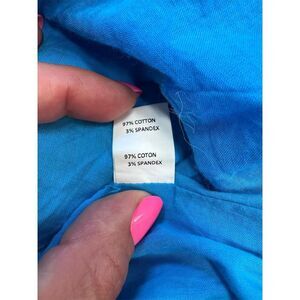 97% COTTON
3% SPANDEX
97% COTON
3% SPANDEX